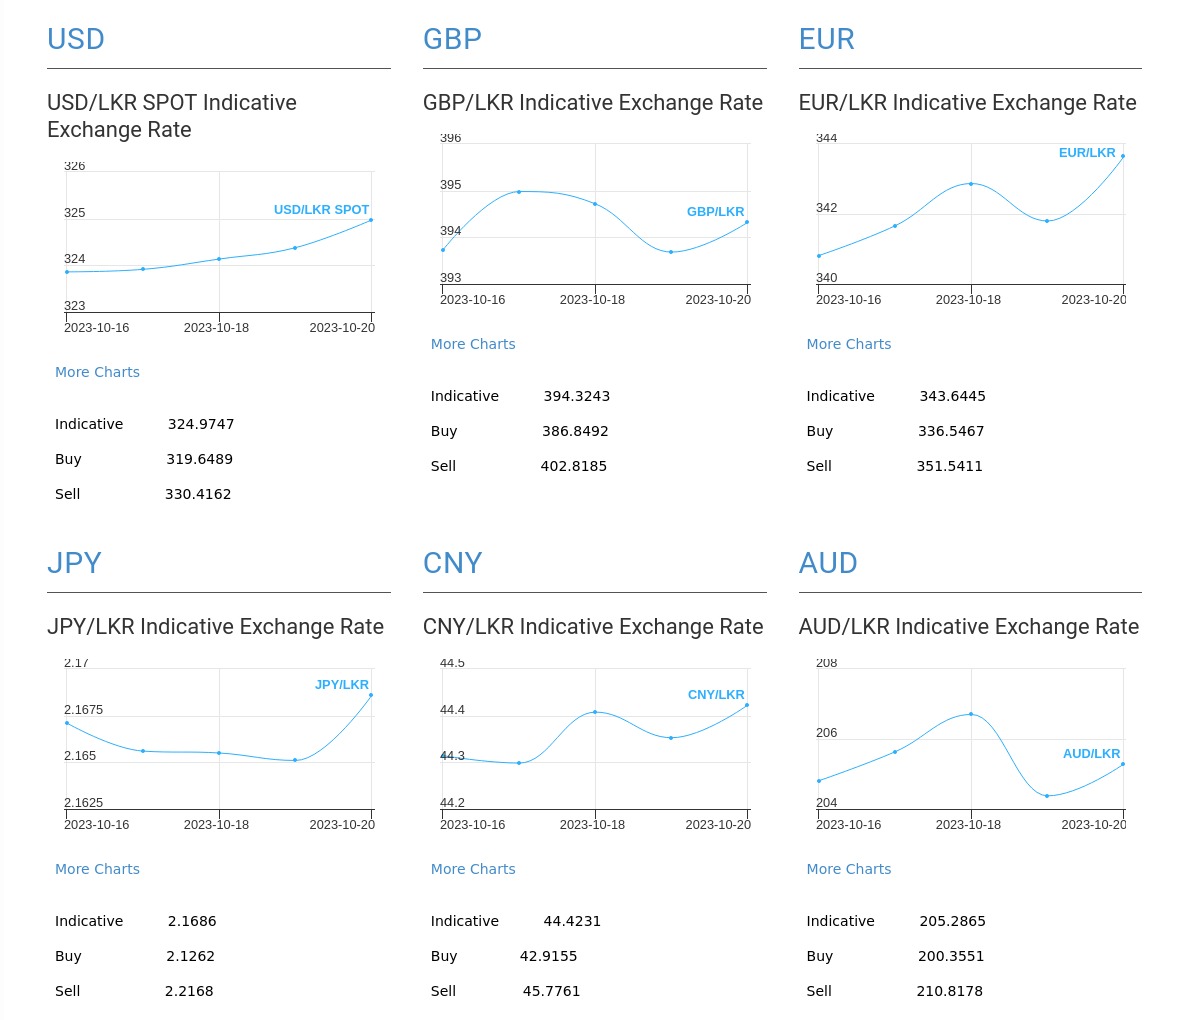 USD
USD/LKR SPOT Indicative
Exchange Rate
326
325
324
323
USD/LKR SPOT
2023-10-16 2023-10-18 2023-10-20
More Charts
Indicative 324.9747
Buy 319.6489
Sell 330.4162
GBP
GBP/LKR Indicative Exchange Rate
396
395
394
393
GBP/LKR
2023-10-16 2023-10-18 2023-10-20
More Charts
Indicative 394.3243
Buy 386.8492
Sell 402.8185
EUR
EUR/LKR Indicative Exchange Rate
344
342
340
EUR/LKR
2023-10-16 2023-10-18 2023-10-20
More Charts
Indicative 343.6445
Buy 336.5467
Sell 351.5411
JPY
JPY/LKR Indicative Exchange Rate
2.17
2.1675
2.165
2.1625
JPY/LKR
2023-10-16 2023-10-18 2023-10-20
More Charts
Indicative 2.1686
Buy 2.1262
Sell 2.2168
CNY
CNY/LKR Indicative Exchange Rate
44.5
44.4
44.3
44.2
CNY/LKR
2023-10-16 2023-10-18 2023-10-20
More Charts
Indicative 44.4231
Buy 42.9155
Sell 45.7761
AUD
AUD/LKR Indicative Exchange Rate
208
206
204
AUD/LKR
2023-10-16 2023-10-18 2023-10-20
More Charts
Indicative 205.2865
Buy 200.3551
Sell 210.8178